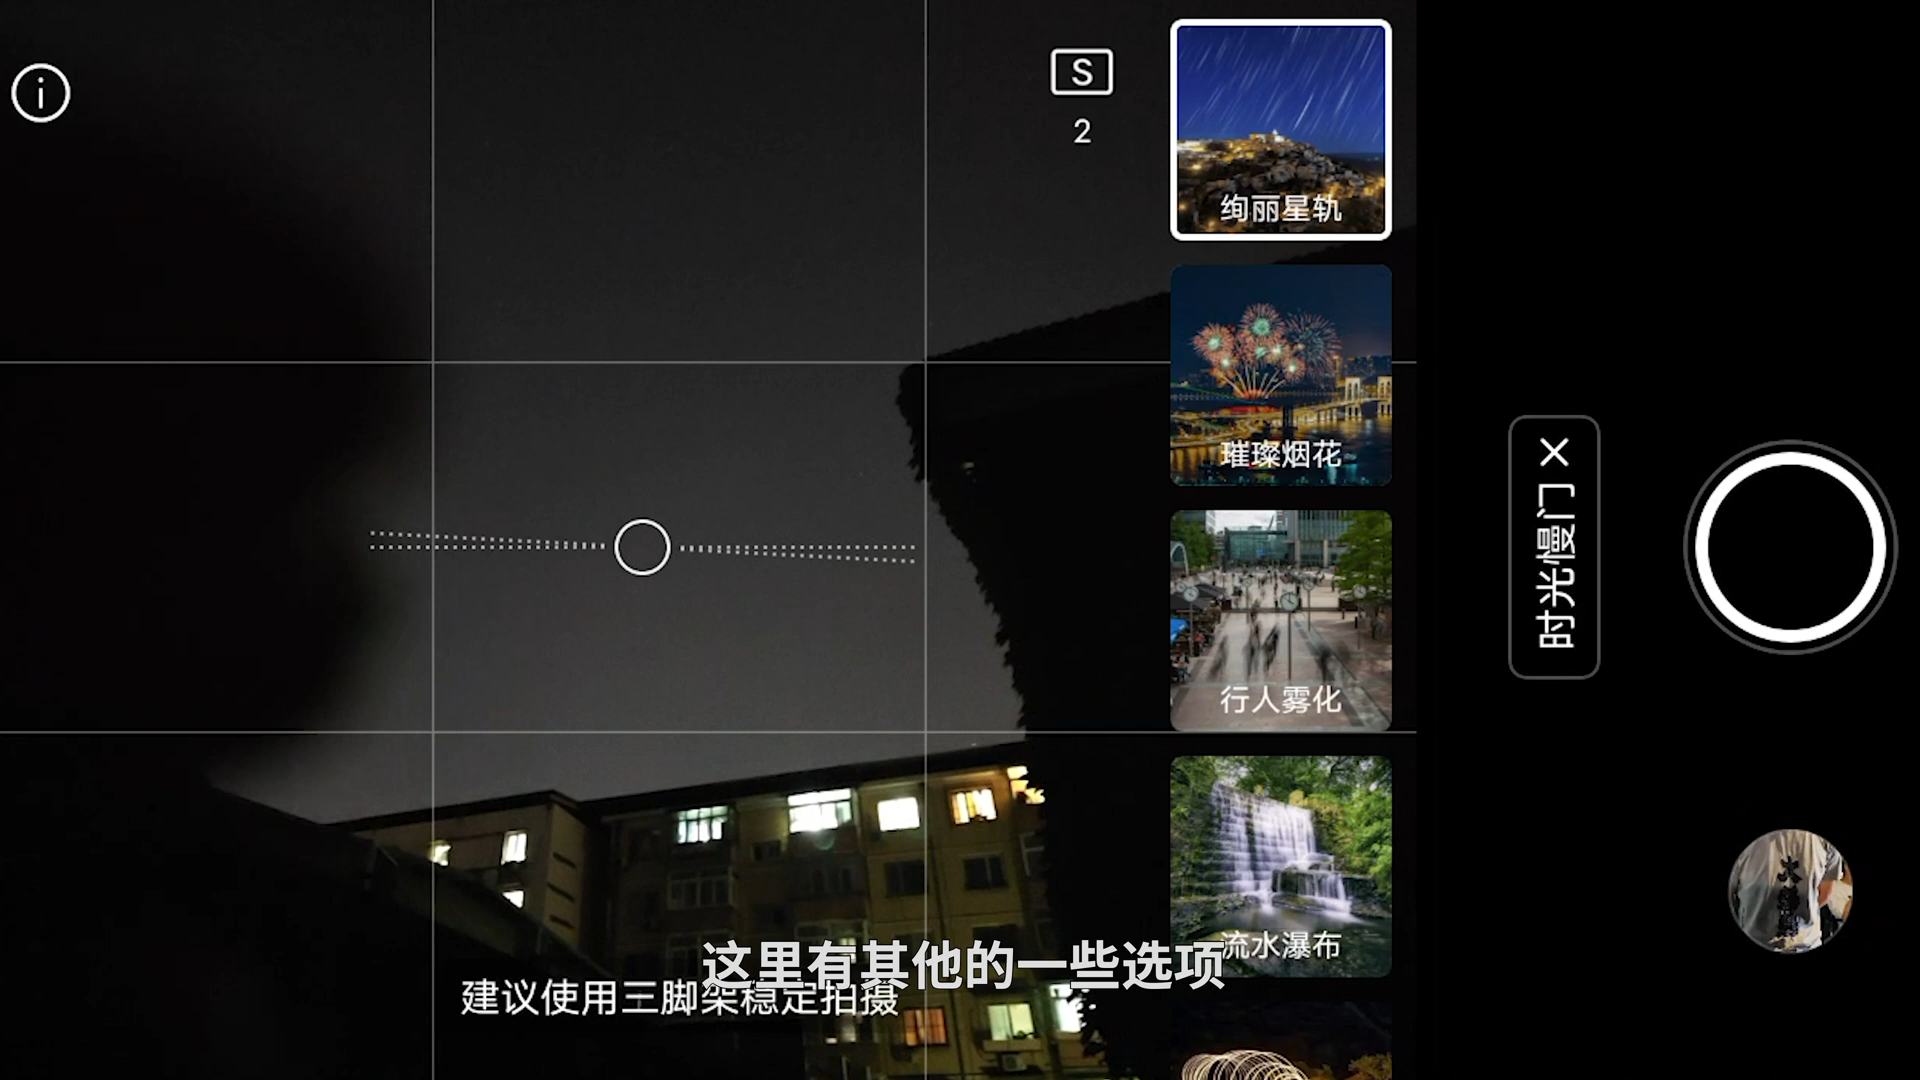 S
2
绚丽星轨
璀璨烟花
行人雾化
流水瀑布
时光慢门
这里有其他的一些选项
建议使用三脚架稳定拍摄